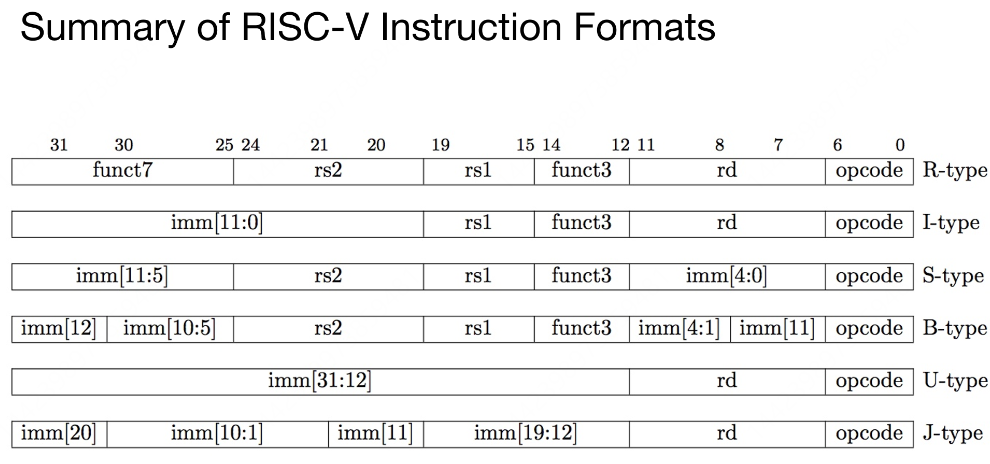 Summary of RISC-V Instruction Formats
31 30 25 24 21 20 19 15 14 12 11 8 7 6 0
funct7 rs2 rs1 funct3 rd opcode R-type
imm[11:0] rs1 funct3 rd opcode I-type
imm[11:5] rs2 rs1 funct3 imm[4:0] opcode S-type
imm[12] imm[10:5] rs2 rs1 funct3 imm[4:1] imm[11] opcode B-type
imm[31:12] rd opcode U-type
imm[20] imm[10:1] imm[11] imm[19:12] rd opcode J-type